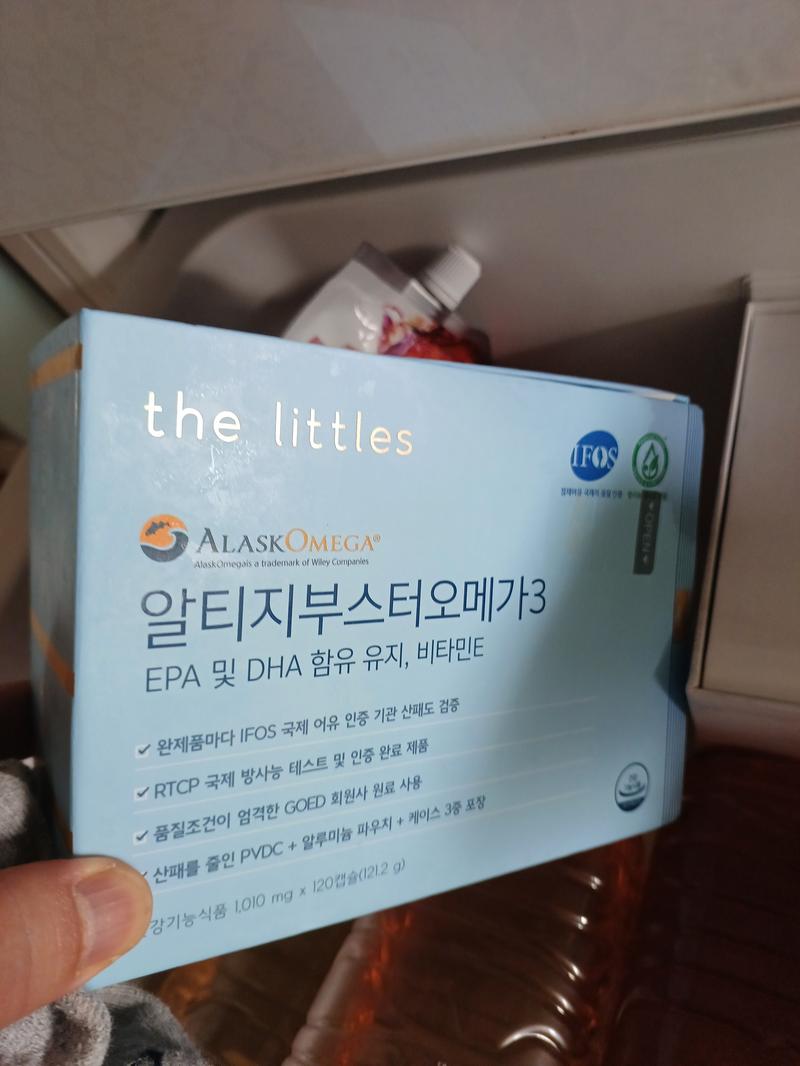 the littles
IFOS
ALASKOMEGA®
AlaskOmegais a trademark of Wiley Companies
OPEN
알티지부스터오메가3
EPA 및 DHA 함유 유지, 비타민E
완제품마다 IFOS 국제 어유 인증 기관 산패도 검증
RTCP 국제 방사능 테스트 및 인증 완료 제품
품질조건이 엄격한 GOED 회원사 원료 사용
산패를 줄인 PVDC + 알루미늄 파우치 + 케이스 3중 포장
강기능식품 1,010 mg x 120캡슐(121.2 g)